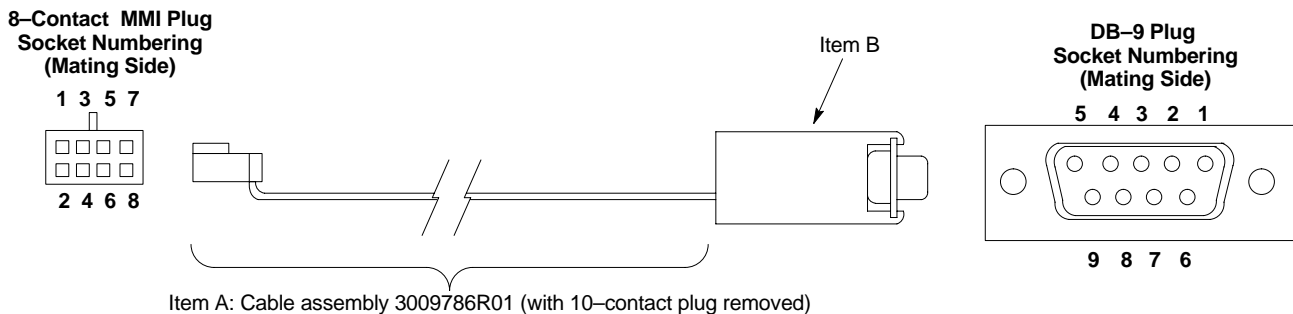 8–Contact MMI Plug
Socket Numbering
(Mating Side)
1 3 5 7
2 4 6 8
Item B
DB–9 Plug
Socket Numbering
(Mating Side)
5 4 3 2 1
9 8 7 6
Item A: Cable assembly 3009786R01 (with 10–contact plug removed)